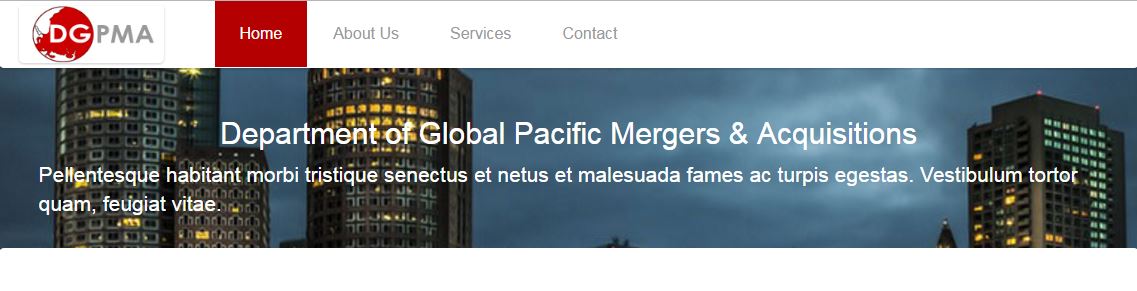 DGPMA
Home
About Us
Services
Contact
Department of Global Pacific Mergers & Acquisitions
Pellentesque habitant morbi tristique senectus et netus et malesuada fames ac turpis egestas. Vestibulum tortor
quam, feugiat vitae.